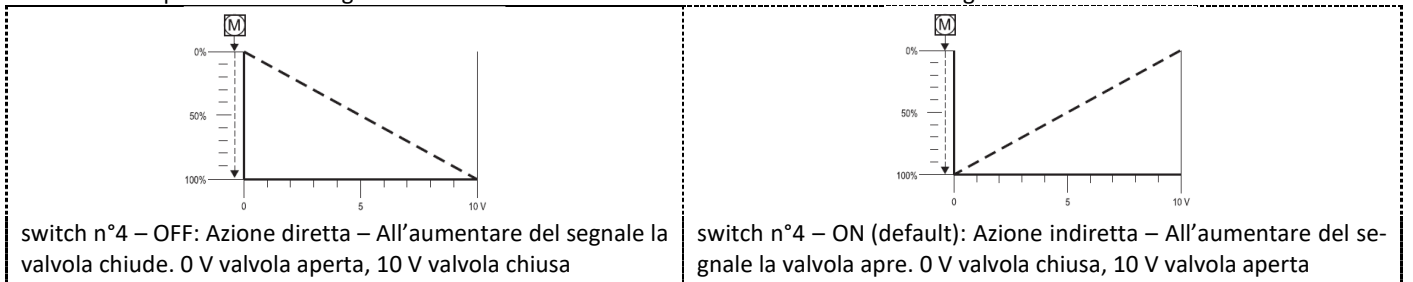 M
0%
50%
100%
0 5 10 V
switch n°4 – OFF: Azione diretta – All’aumentare del segnale la
valvola chiude. 0 V valvola aperta, 10 V valvola chiusa
M
0%
50%
100%
0 5 10 V
switch n°4 – ON (default): Azione indiretta – All’aumentare del se-
gnale la valvola apre. 0 V valvola chiusa, 10 V valvola aperta